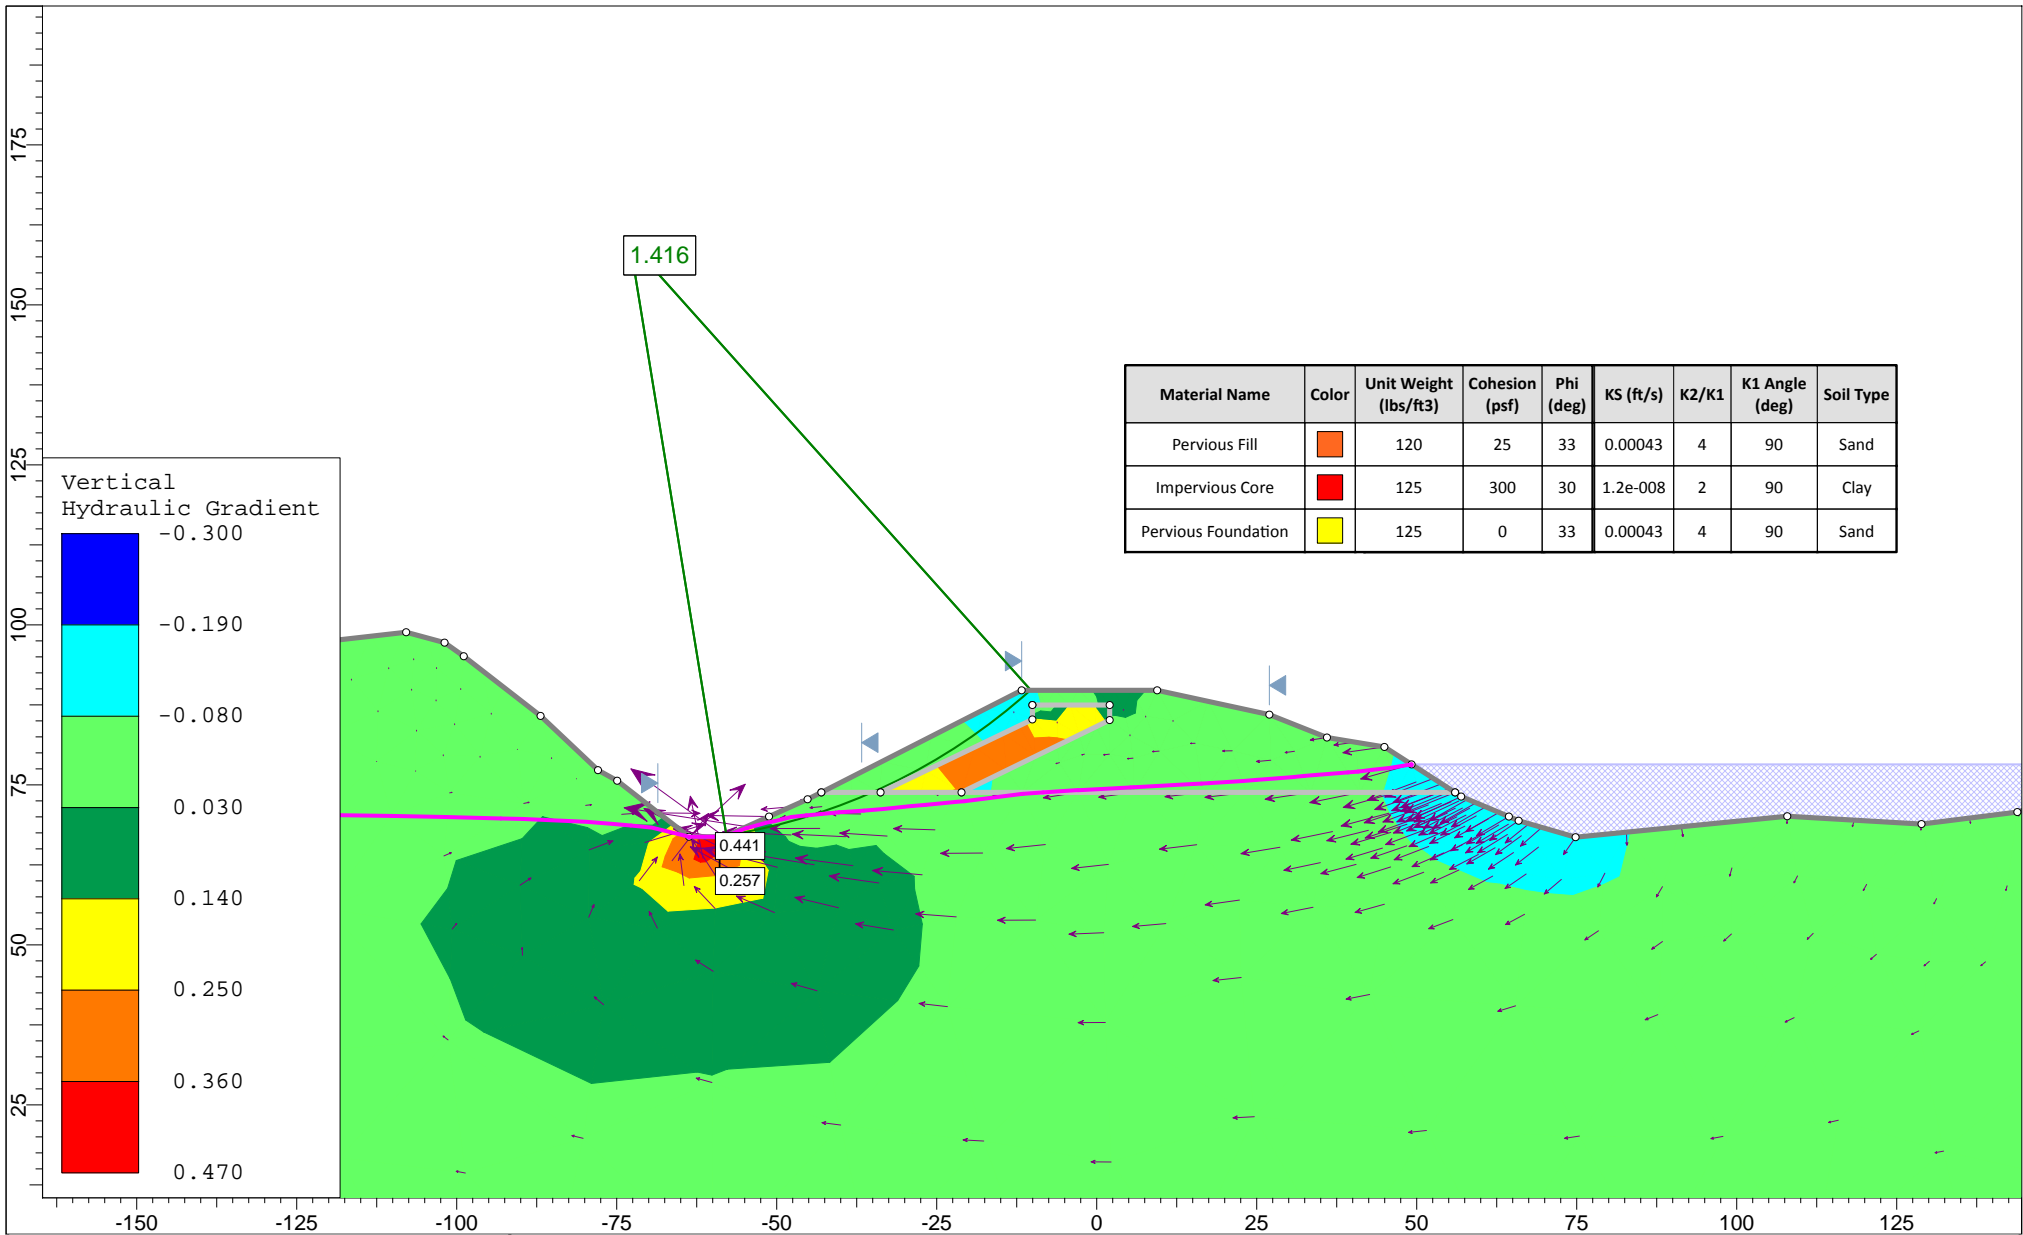 175
150
125
100
75
50
25
1.416
Material Name Color Unit Weight (lbs/ft3) Cohesion (psf) Phi (deg) KS (ft/s) K2/K1 K1 Angle (deg) Soil Type
Pervious Fill 120 25 33 0.00043 4 90 Sand
Impervious Core 125 300 30 1.2e-008 2 90 Clay
Pervious Foundation 125 0 33 0.00043 4 90 Sand
Vertical
Hydraulic Gradient
-0.300
-0.190
-0.080
0.030
0.140
0.250
0.360
0.470
0.441
0.257
-150 -125 -100 -75 -50 -25 0 25 50 75 100 125